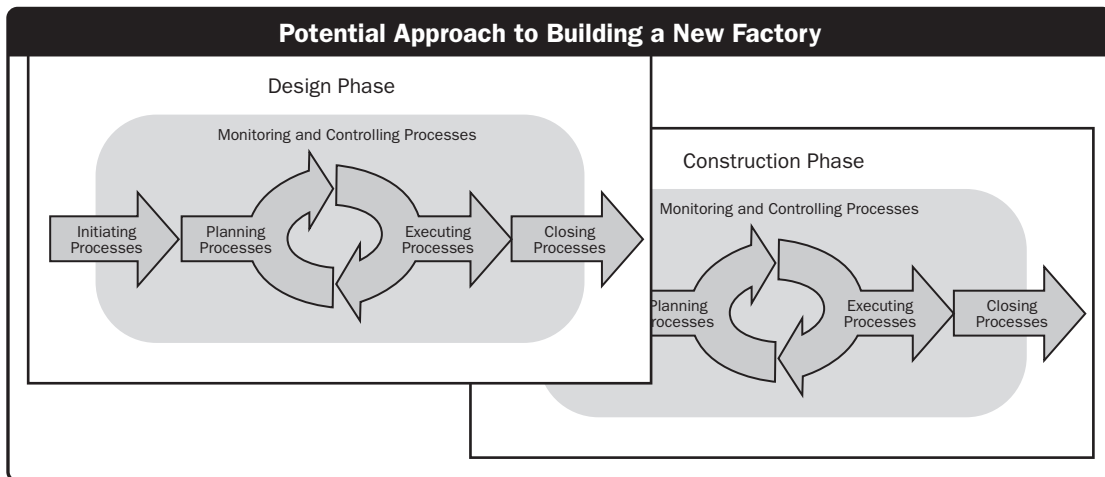 Potential Approach to Building a New Factory
Design Phase
Monitoring and Controlling Processes
Initiating
Processes
Planning
Processes
Executing
Processes
Closing
Processes
Construction Phase
Monitoring and Controlling Processes
Planning
rocesses
Executing
Processes
Closing
Processes